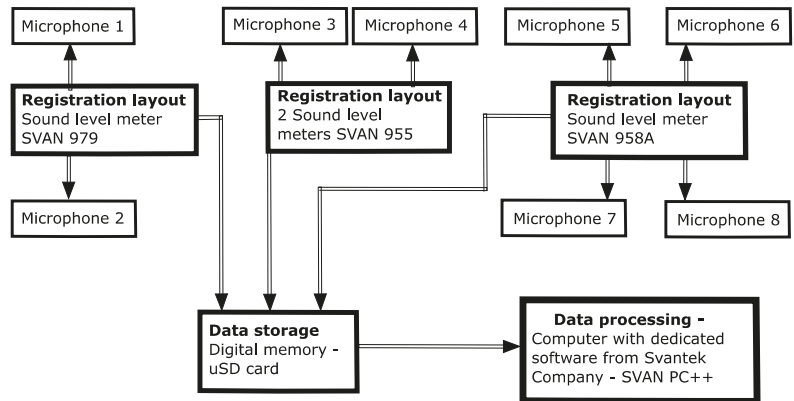 Microphone 1
Microphone 3
Microphone 4
Microphone 5
Microphone 6
Registration layout
Sound level meter
SVAN 979
Registration layout
2 Sound level
meters SVAN 955
Registration layout
Sound level meter
SVAN 958A
Microphone 2
Microphone 7
Microphone 8
Data storage
Digital memory -
uSD card
Data processing -
Computer with dedicated
software from Svantek
Company - SVAN PC++